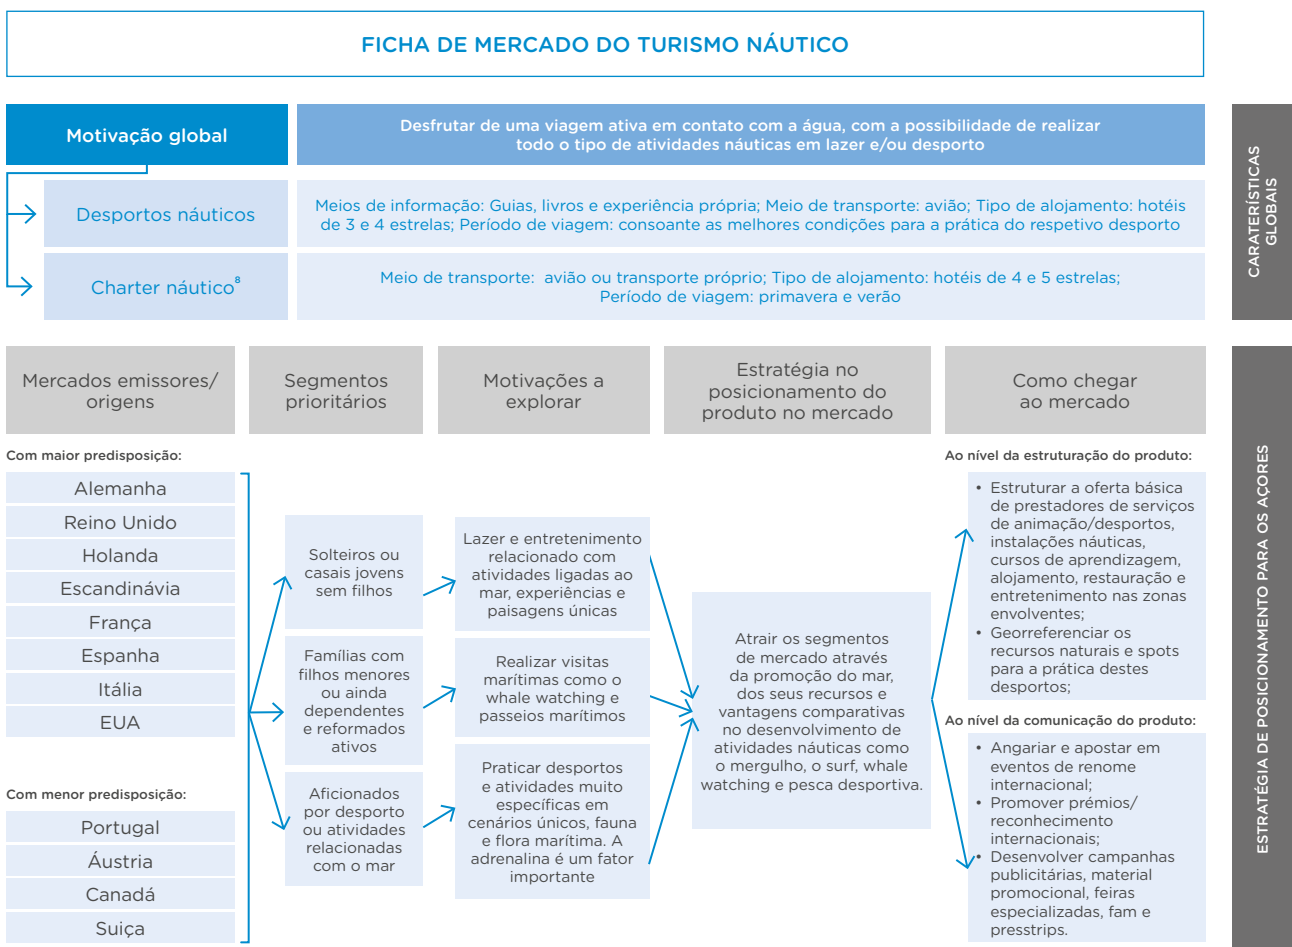 FICHA DE MERCADO DO TURISMO NÁUTICO
Motivação global
Desfrutar de uma viagem ativa em contato com a água, com a possibilidade de realizar
todo o tipo de atividades náuticas em lazer e/ou desporto
Desportos náuticos
Meios de informação: Guias, livros e experiência própria; Meio de transporte: avião; Tipo de alojamento: hotéis
de 3 e 4 estrelas; Período de viagem: consoante as melhores condições para a prática do respetivo desporto
Charter náutico⁸
Meio de transporte: avião ou transporte próprio; Tipo de alojamento: hotéis de 4 e 5 estrelas;
Período de viagem: primavera e verão
CARATERÍSTICAS
GLOBAIS
Mercados emissores/
origens
Segmentos
prioritários
Motivações a
explorar
Estratégia no
posicionamento do
produto no mercado
Como chegar
ao mercado
Com maior predisposição:
Alemanha
Reino Unido
Holanda
Escandinávia
França
Espanha
Itália
EUA
Com menor predisposição:
Portugal
Áustria
Canadá
Suiça
Solteiros ou
casais jovens
sem filhos
Famílias com
filhos menores
ou ainda
dependentes
e reformados
ativos
Aficionados
por desporto
ou atividades
relacionadas
com o mar
Lazer e entretenimento
relacionado com
atividades ligadas ao
mar, experiências e
paisagens únicas
Realizar visitas
marítimas como o
whale watching e
passeios marítimos
Praticar desportos
e atividades muito
específicas em
cenários únicos, fauna
e flora marítima. A
adrenalina é um fator
importante
Atrair os segmentos
de mercado através
da promoção do mar,
dos seus recursos e
vantagens comparativas
no desenvolvimento de
atividades náuticas como
o mergulho, o surf, whale
watching e pesca desportiva.
Ao nível da estruturação do produto:
• Estruturar a oferta básica
de prestadores de serviços
de animação/desportos,
instalações náuticas,
cursos de aprendizagem,
alojamento, restauração e
entretenimento nas zonas
envolventes;
• Georreferenciar os
recursos naturais e spots
para a prática destes
desportos;
Ao nível da comunicação do produto:
• Angariar e apostar em
eventos de renome
internacional;
• Promover prémios/
reconhecimento
internacionais;
• Desenvolver campanhas
publicitárias, material
promocional, feiras
especializadas, fam e
presstrips.
ESTRATÉGIA DE POSICIONAMENTO PARA OS AÇORES